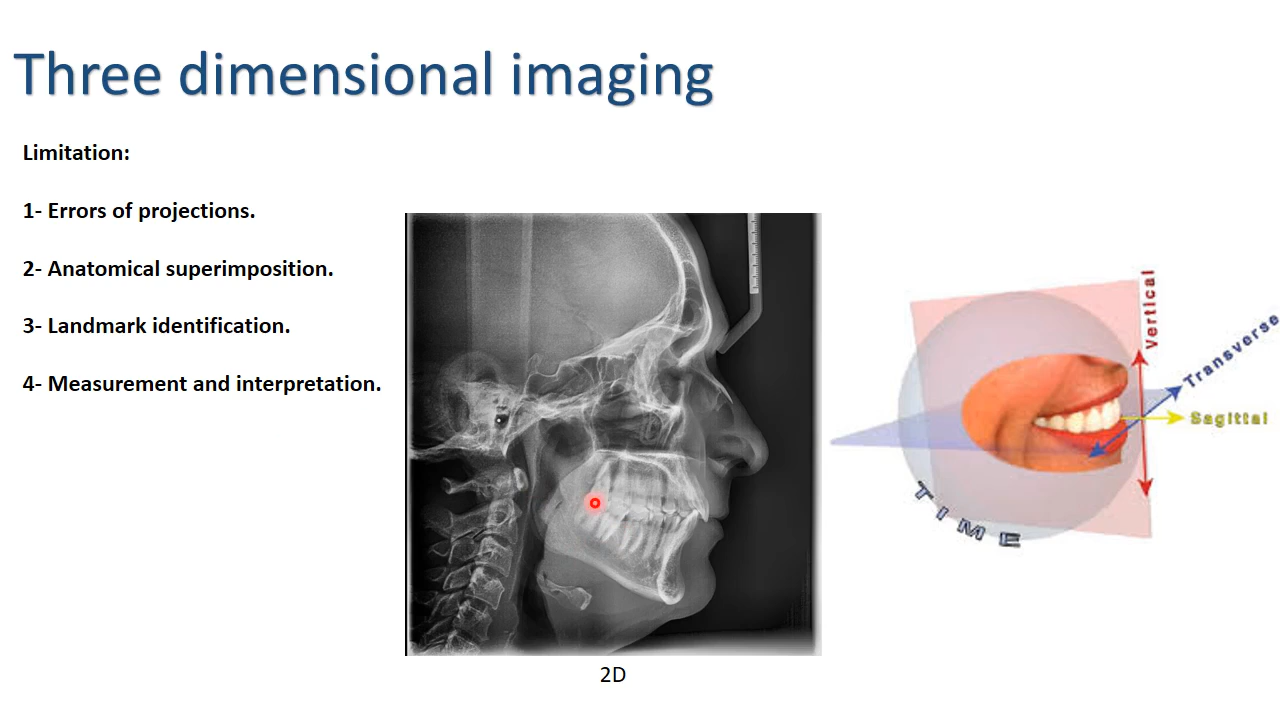 Three dimensional imaging
Limitation:
1- Errors of projections.
2- Anatomical superimposition.
3- Landmark identification.
4- Measurement and interpretation.
2D
Vertical
Transverse
Sagittal
TIME